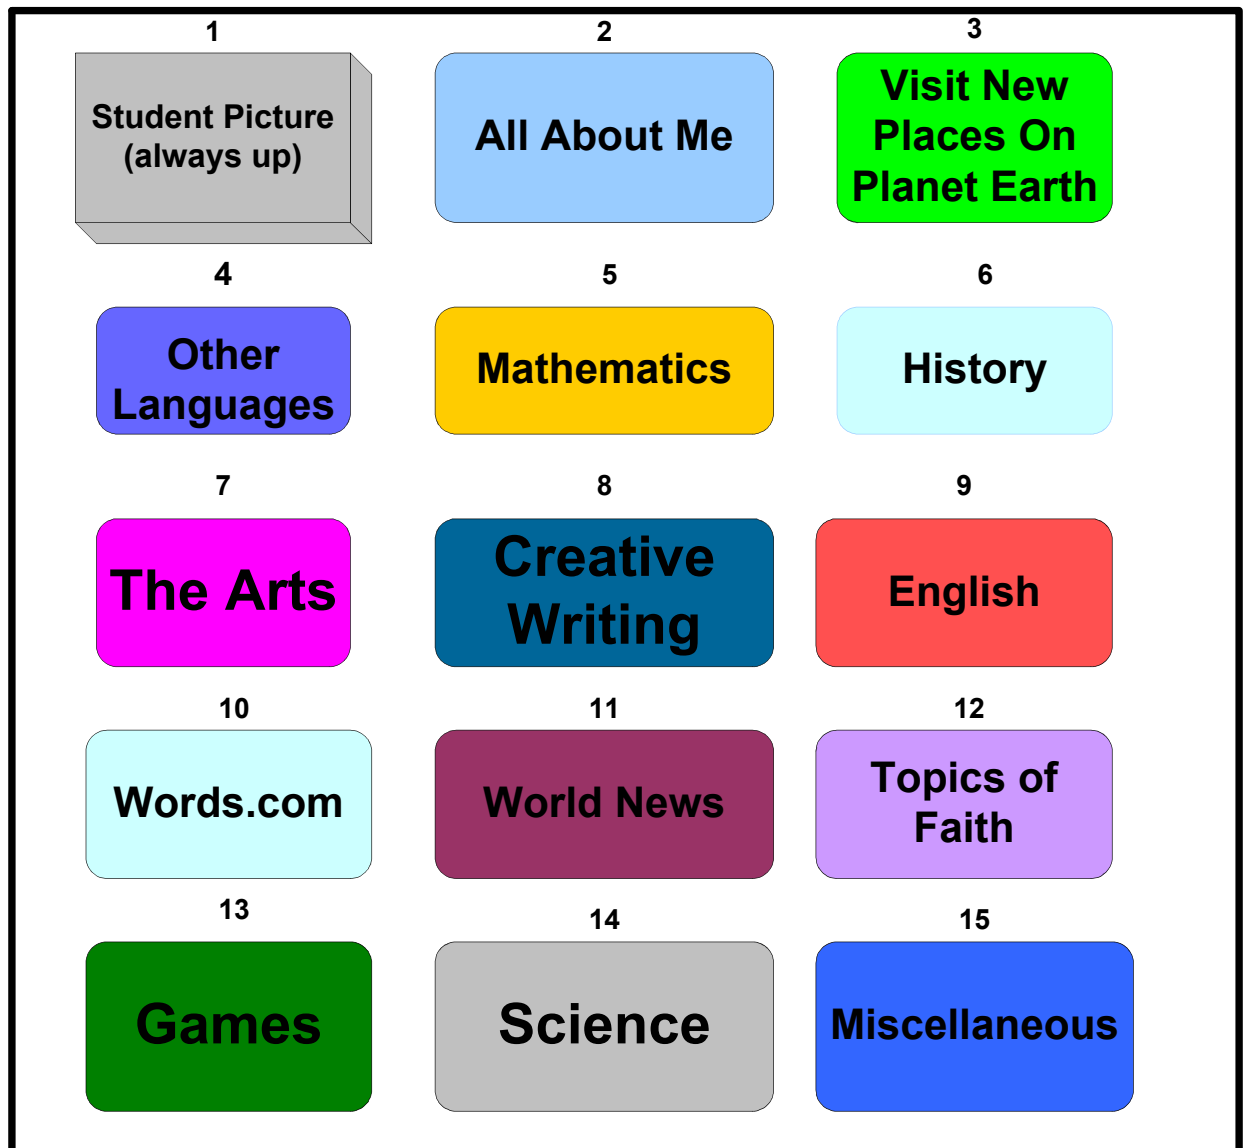 1
2
3
Student Picture
(always up)
All About Me
Visit New
Places On
Planet Earth
4
5
6
Other
Languages
Mathematics
History
7
8
9
The Arts
Creative
Writing
English
10
11
12
Words.com
World News
Topics of
Faith
13
14
15
Games
Science
Miscellaneous